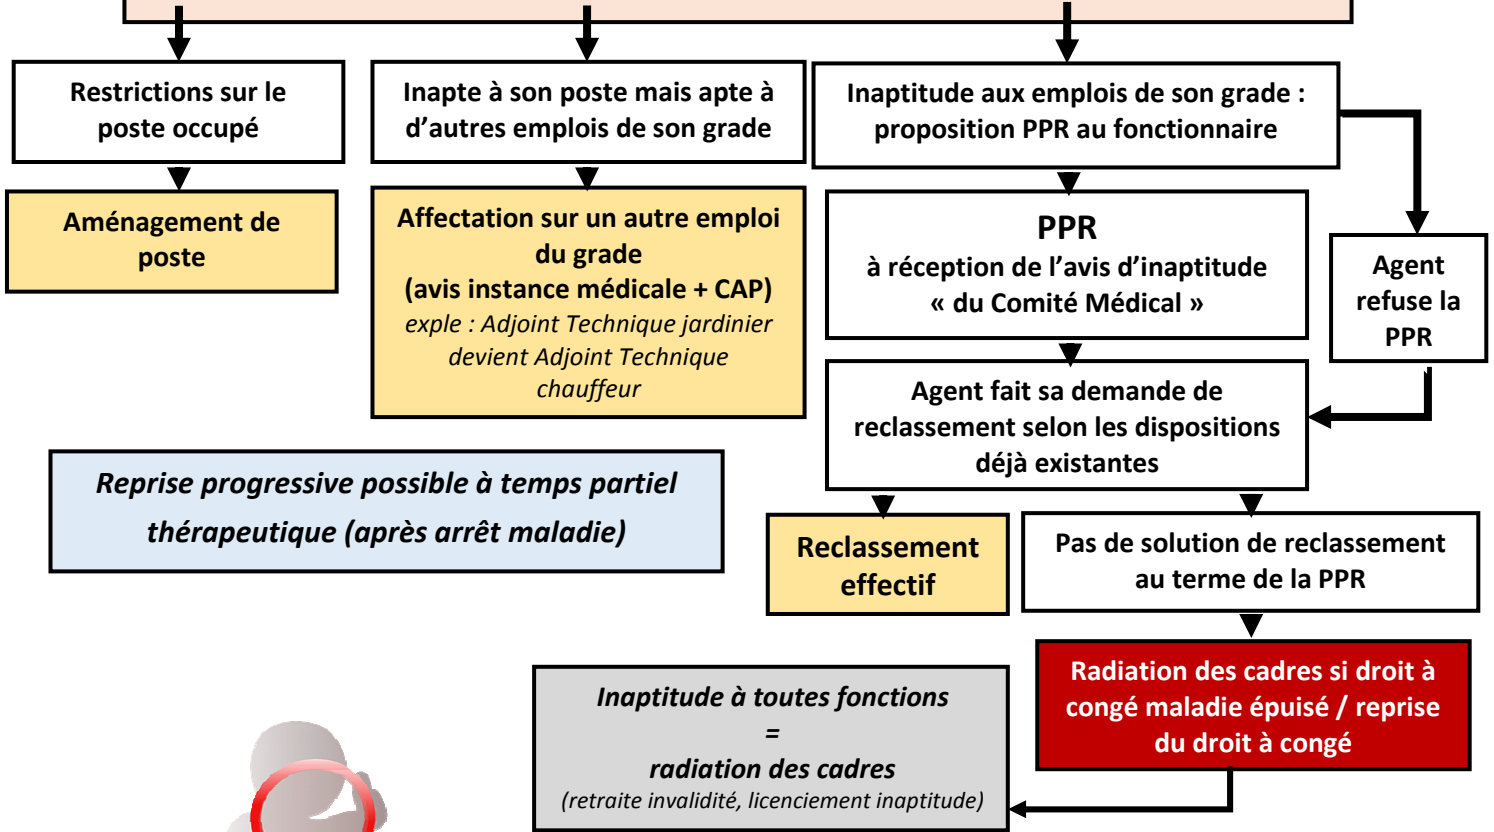 Restrictions sur le
poste occupé
Inapte à son poste mais apte à
d’autres emplois de son grade
Inaptitude aux emplois de son grade :
proposition PPR au fonctionnaire
Aménagement de
poste
Affectation sur un autre emploi
du grade
(avis instance médicale + CAP)
exple : Adjoint Technique jardinier
devient Adjoint Technique
chauffeur
PPR
à réception de l’avis d’inaptitude
« du Comité Médical »
Agent
refuse la
PPR
Agent fait sa demande de
reclassement selon les dispositions
déjà existantes
Reprise progressive possible à temps partiel
thérapeutique (après arrêt maladie)
Reclassement
effectif
Pas de solution de reclassement
au terme de la PPR
Radiation des cadres si droit à
congé maladie épuisé / reprise
du droit à congé
Inaptitude à toutes fonctions
=
radiation des cadres
(retraite invalidité, licenciement inaptitude)